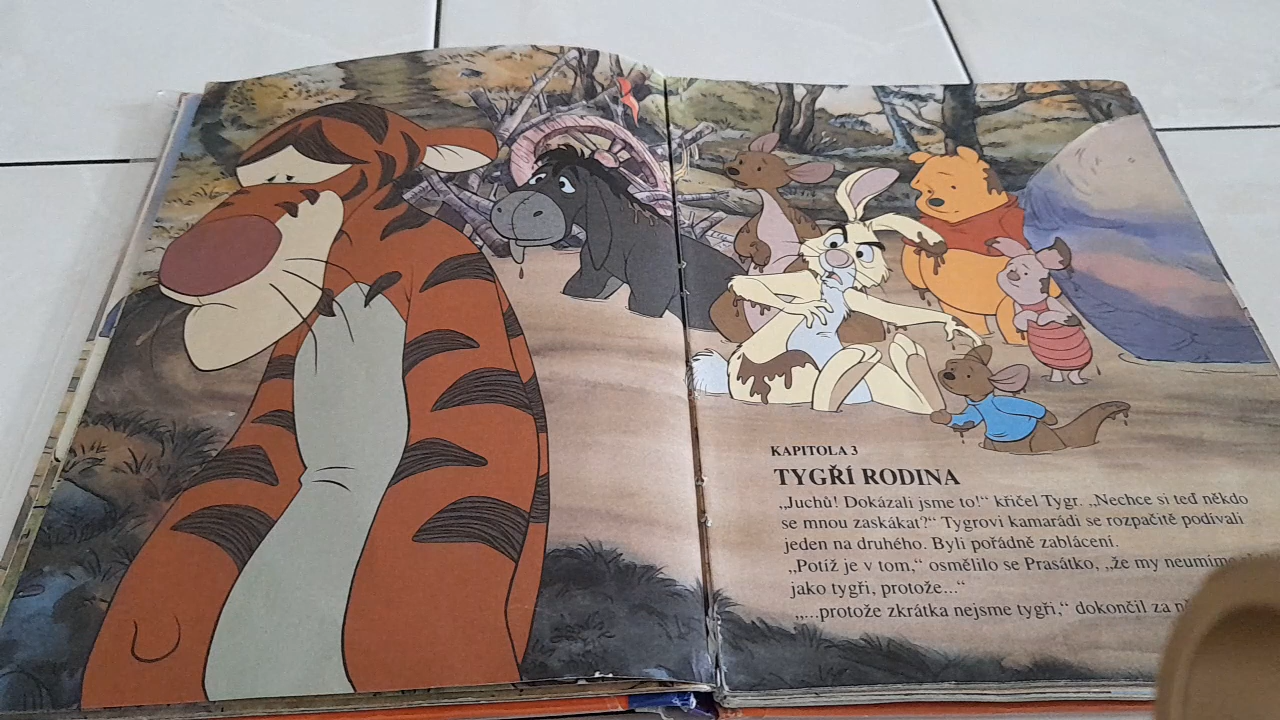 KAPITOLA 3
TYGŘÍ RODINA
„Juchů! Dokázali jsme to!“ křičel Tygr. „Nechce si teď někdo
se mnou zaskákat?“ Tygrovi kamarádi se rozpačitě podívali
jeden na druhého. Byli pořádně zablácení.
„Potíž je v tom,“ osmělilo se Prasátko, „že my neumíme
jako tygři, protože...“
„...protože zkrátka nejsme tygři,“ dokončil za